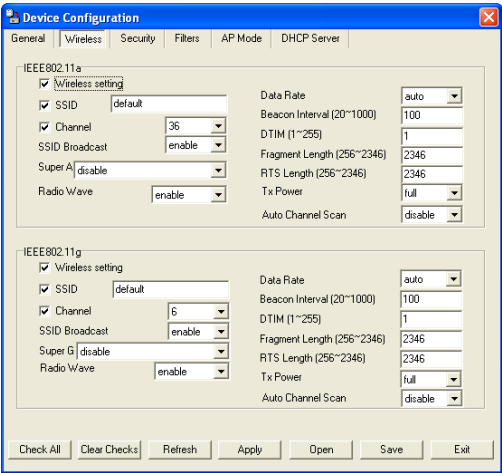 Device Configuration
General Wireless Security Filters AP Mode DHCP Server
IEEE802.11a
Wireless setting
SSID default
Channel 36
SSID Broadcast enable
Super A disable
Radio Wave enable
Data Rate auto
Beacon Interval (20~1000) 100
DTIM (1~255) 1
Fragment Length (256~2346) 2346
RTS Length (256~2346) 2346
Tx Power full
Auto Channel Scan disable
IEEE802.11g
Wireless setting
SSID default
Channel 6
SSID Broadcast enable
Super G disable
Radio Wave enable
Data Rate auto
Beacon Interval (20~1000) 100
DTIM (1~255) 1
Fragment Length (256~2346) 2346
RTS Length (256~2346) 2346
Tx Power full
Auto Channel Scan disable
Check All Clear Checks Refresh Apply Open Save Exit